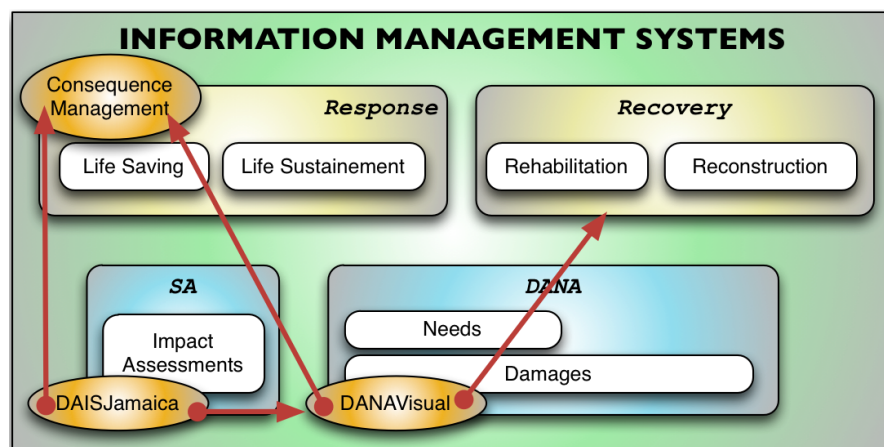 INFORMATION MANAGEMENT SYSTEMS
Consequence
Management
Response
Life Saving
Life Sustainement
Recovery
Rehabilitation
Reconstruction
SA
Impact
Assessments
DAISJamaica
DANA
Needs
Damages
DANAVisual